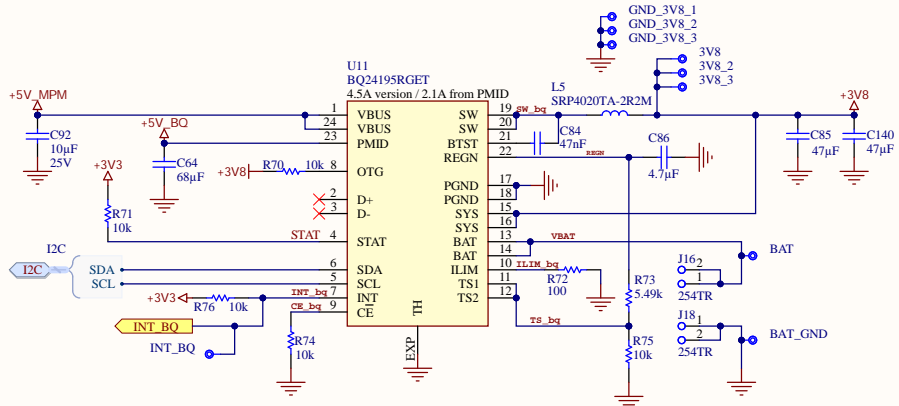 GND_3V8_1
GND_3V8_2
GND_3V8_3
U11
BQ24195RGET
4.5A version / 2.1A from PMID
3V8
3V8_2
3V8_3
L5
SRP4020TA-2R2M
+5V_MPM
+3V8
1 VBUS
24 VBUS
23 PMID
8 OTG
2 D+
3 D-
4 STAT
6 SDA
5 SCL
7 INT
9 CE
SW 19
SW 20
BTST 21
REGN 22
PGND 17
PGND 18
SYS 15
SYS 16
BAT 13
BAT 14
ILIM 10
TS1 11
TS2 12
TH
EXP
SW_bq
C84
47nF
REGN
C86
4.7µF
C85
47µF
C140
47µF
C92
10µF
25V
+5V_BQ
C64
68µF
+3V3
+3V8
R70
10k
R71
10k
STAT
I2C
I2C
SDA
SCL
+3V3
R76
10k
INT_bq
CE_bq
INT_BQ
INT_BQ
R74
10k
VBAT
BAT
ILIM_bq
R72
100
R73
5.49k
TS_bq
R75
10k
J16
2
1
254TR
J18
1
2
254TR
BAT_GND